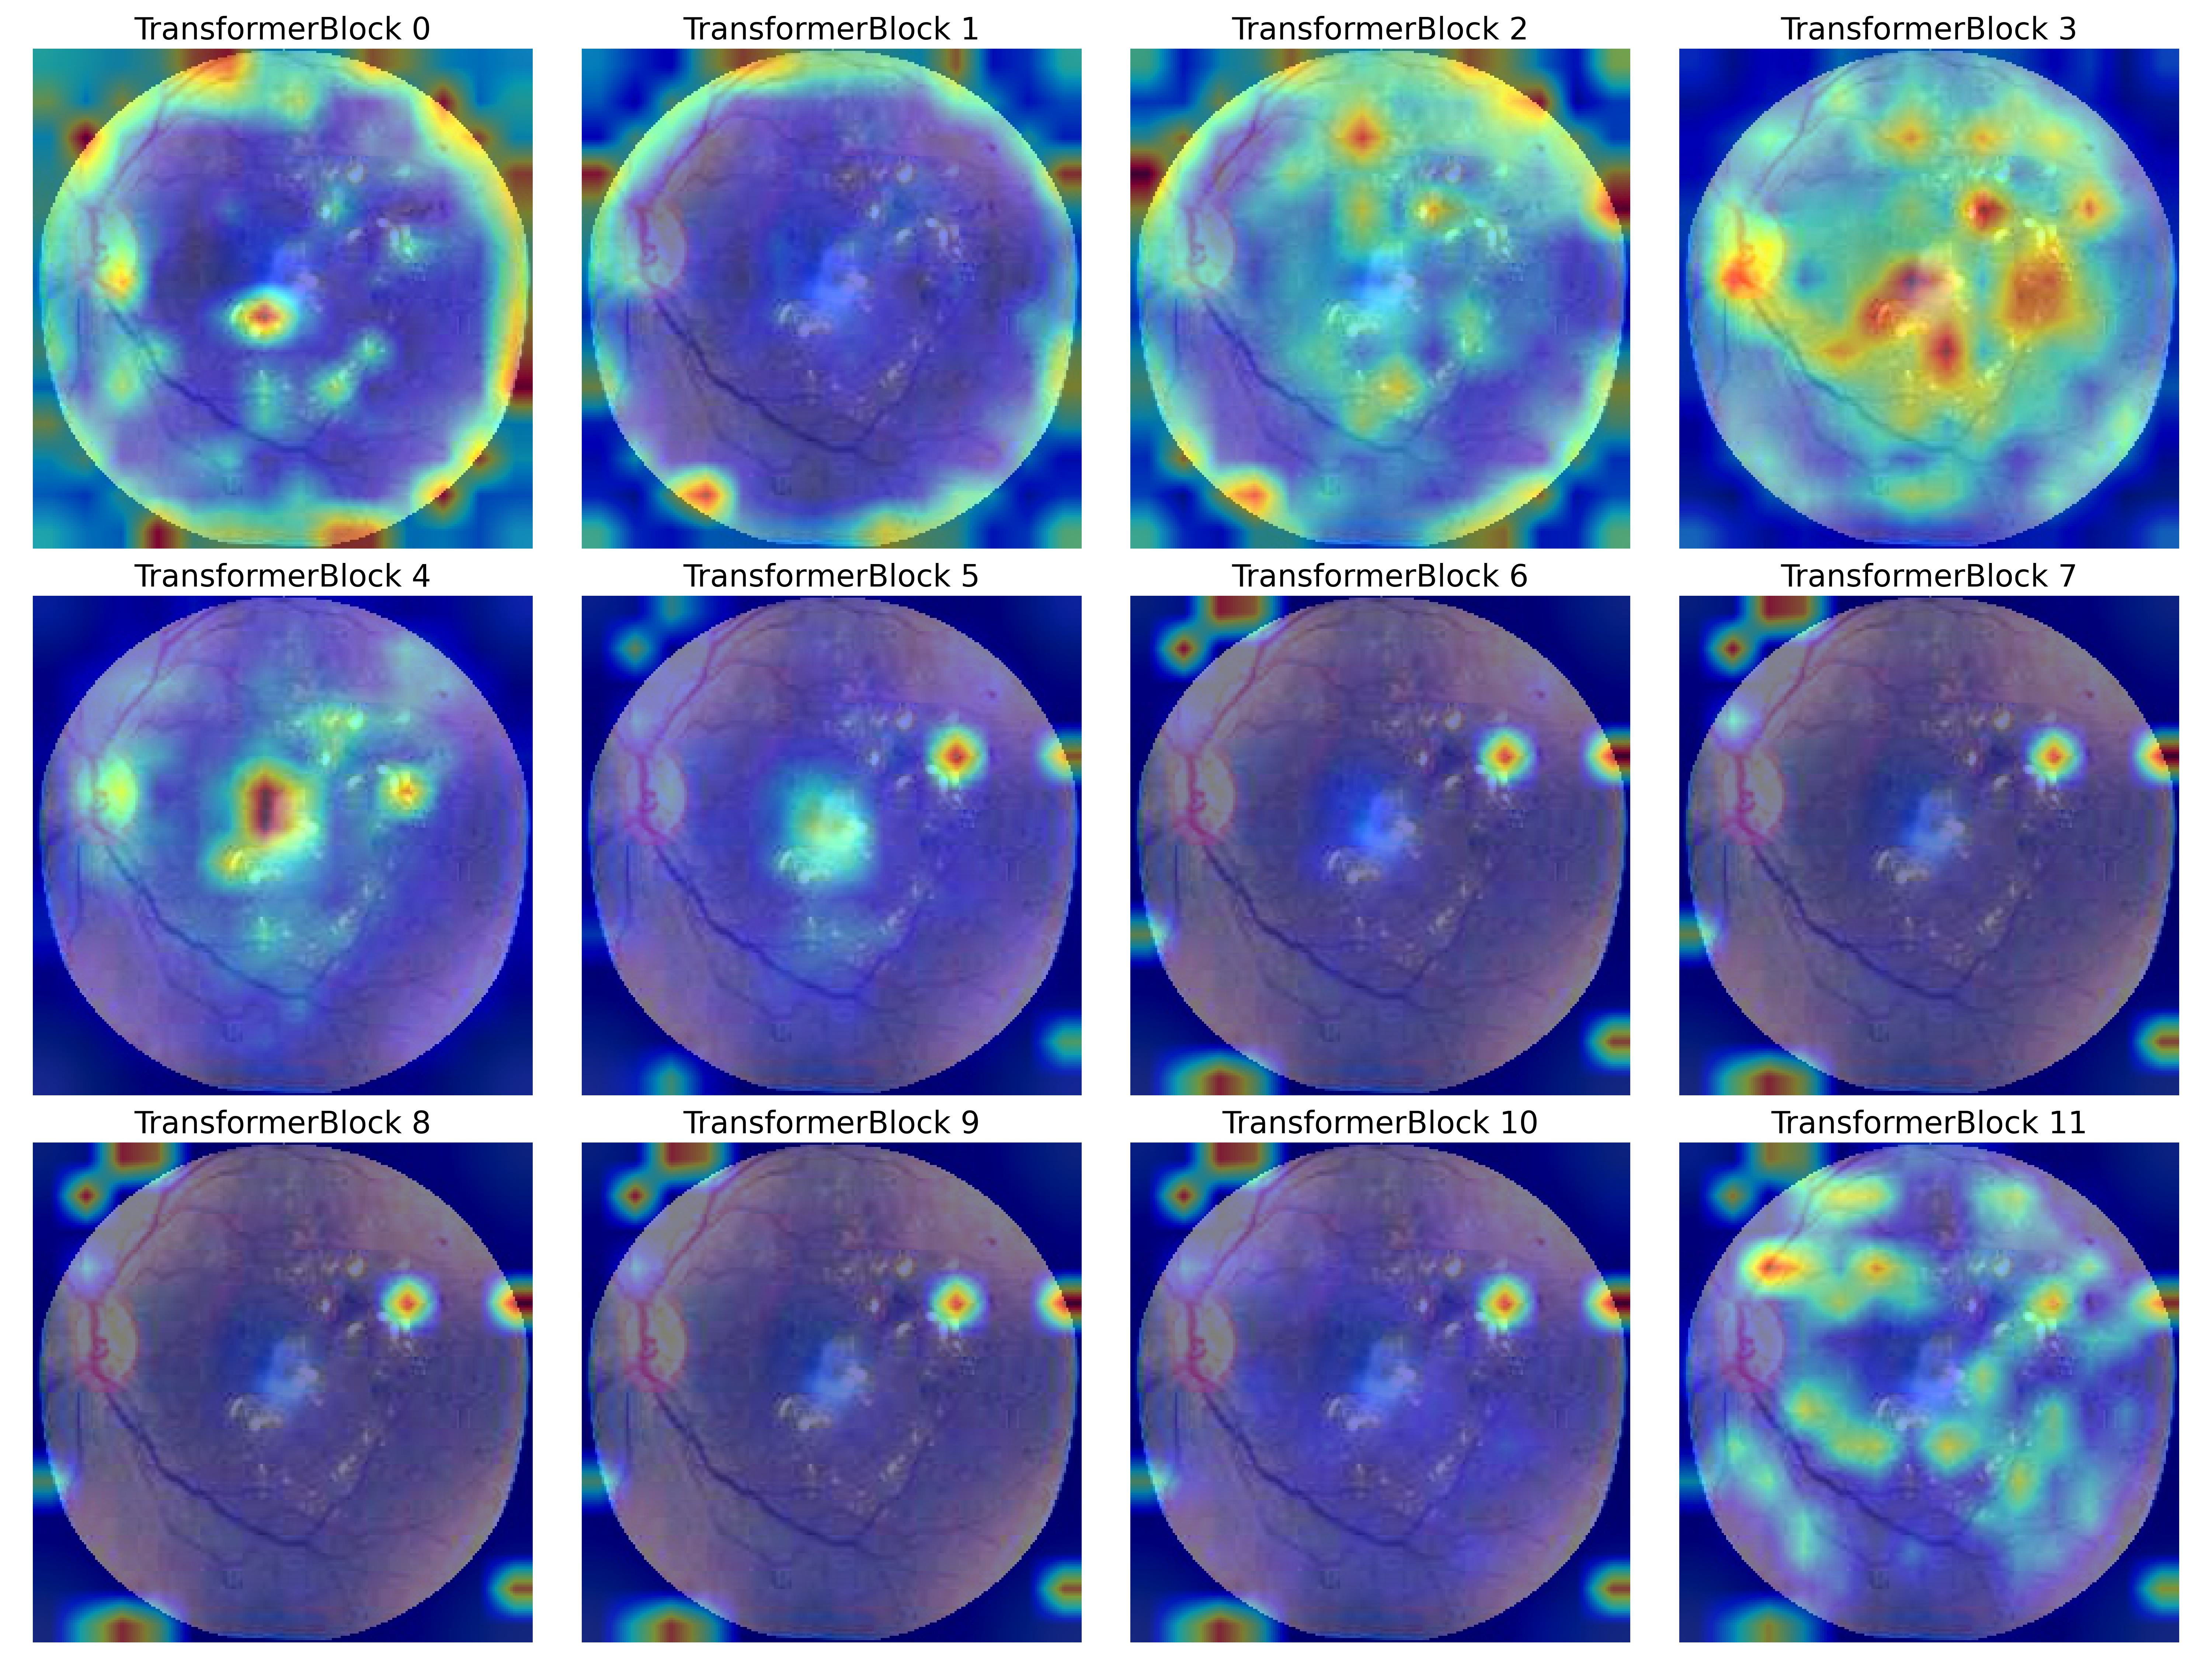 TransformerBlock 0
TransformerBlock 1
TransformerBlock 2
TransformerBlock 3
TransformerBlock 4
TransformerBlock 5
TransformerBlock 6
TransformerBlock 7
TransformerBlock 8
TransformerBlock 9
TransformerBlock 10
TransformerBlock 11